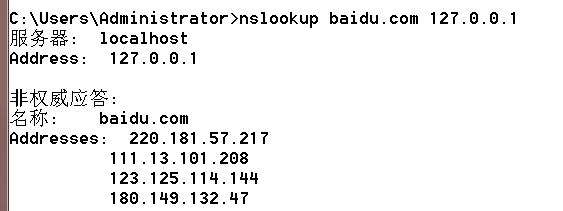 C:\Users\Administrator>nslookup baidu.com 127.0.0.1
服务器:  localhost
Address:  127.0.0.1

非权威应答:
名称:    baidu.com
Addresses:  220.181.57.217
          111.13.101.208
          123.125.114.144
          180.149.132.47